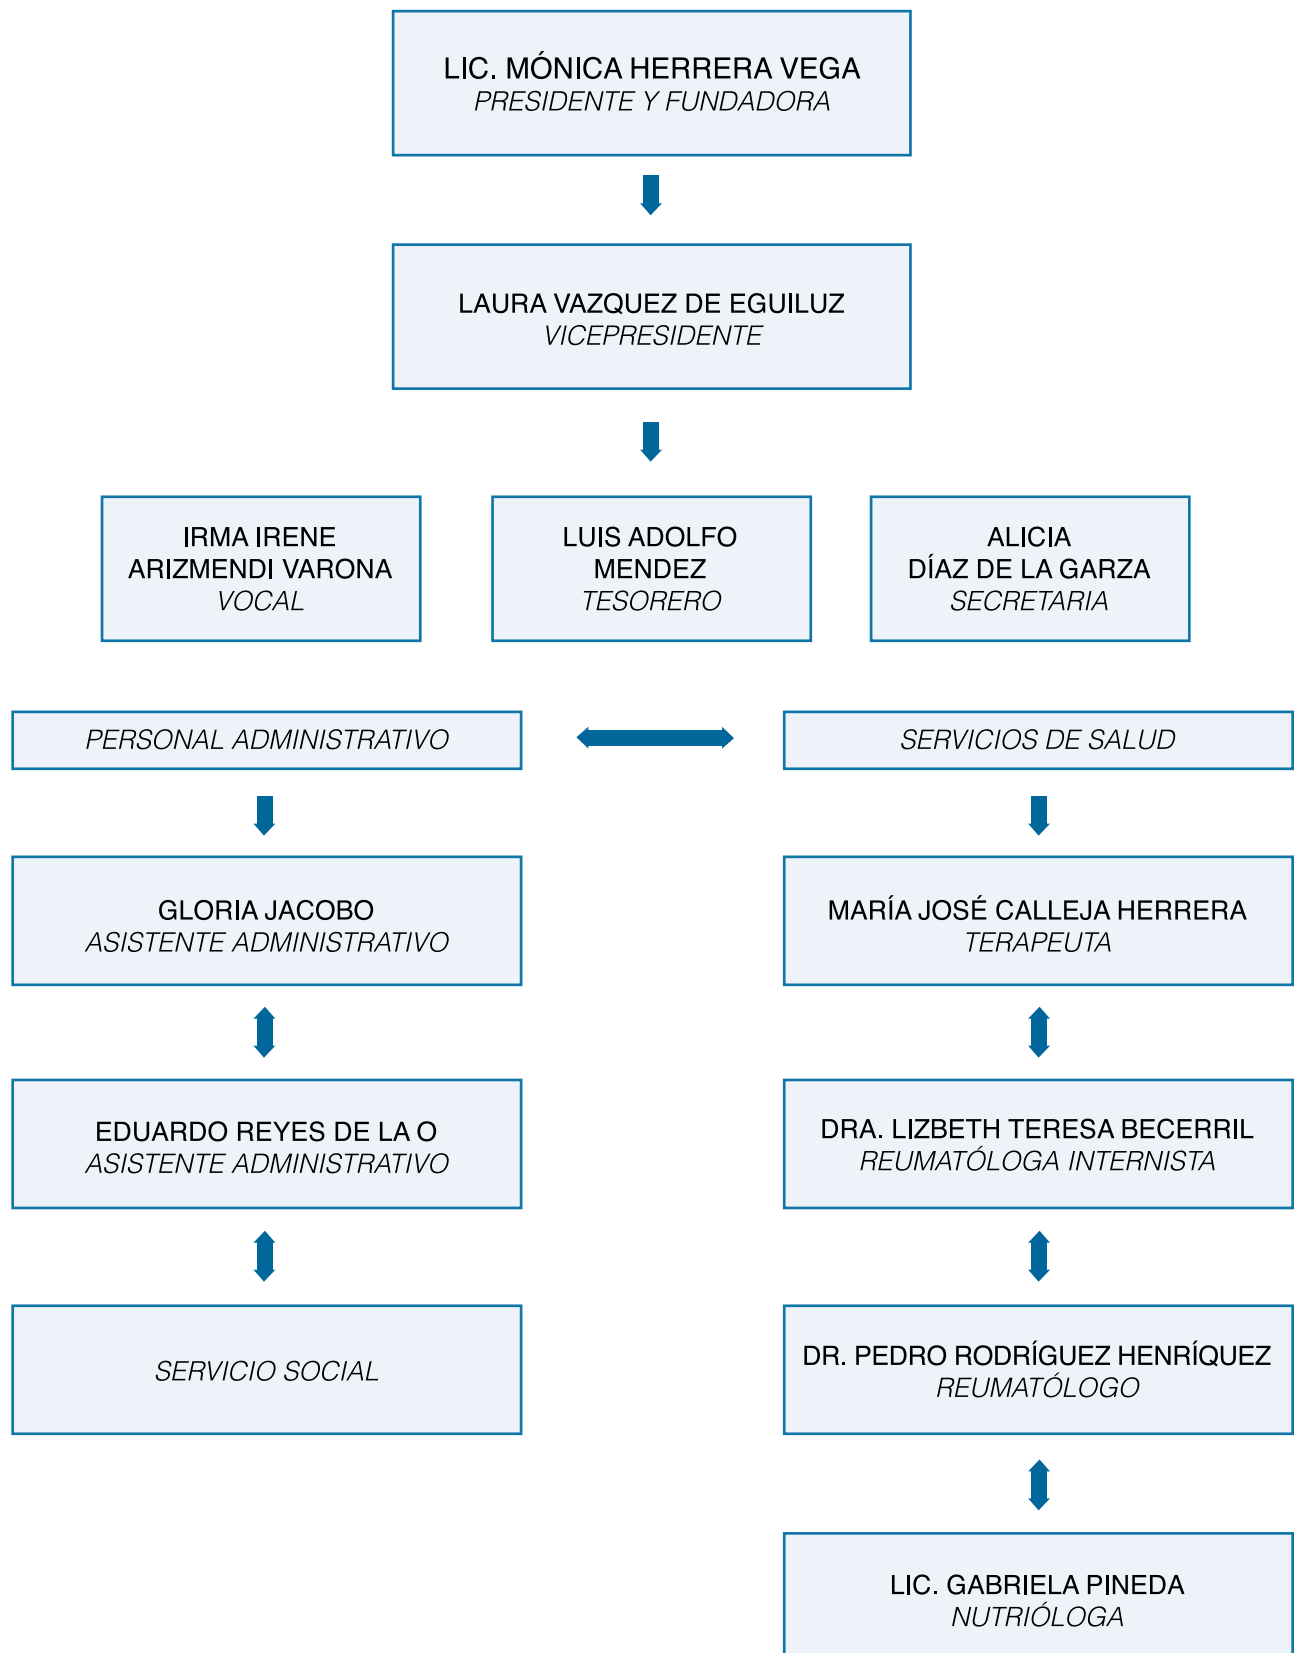 LIC. MÓNICA HERRERA VEGA
PRESIDENTE Y FUNDADORA
LAURA VAZQUEZ DE EGUILUZ
VICEPRESIDENTE
IRMA IRENE
ARIZMENDI VARONA
VOCAL
LUIS ADOLFO
MENDEZ
TESORERO
ALICIA
DÍAZ DE LA GARZA
SECRETARIA
PERSONAL ADMINISTRATIVO
SERVICIOS DE SALUD
GLORIA JACOBO
ASISTENTE ADMINISTRATIVO
MARÍA JOSÉ CALLEJA HERRERA
TERAPEUTA
EDUARDO REYES DE LA O
ASISTENTE ADMINISTRATIVO
DRA. LIZBETH TERESA BECERRIL
REUMATÓLOGA INTERNISTA
SERVICIO SOCIAL
DR. PEDRO RODRÍGUEZ HENRÍQUEZ
REUMATÓLOGO
LIC. GABRIELA PINEDA
NUTRIÓLOGA